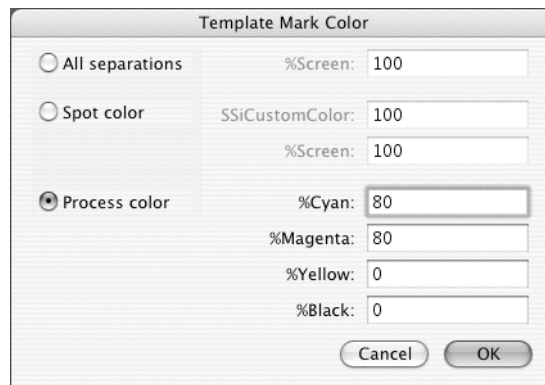 Template Mark Color
All separations %Screen: 100
Spot color SSiCustomColor: 100
%Screen: 100
Process color %Cyan: 80
%Magenta: 80
%Yellow: 0
%Black: 0
Cancel OK